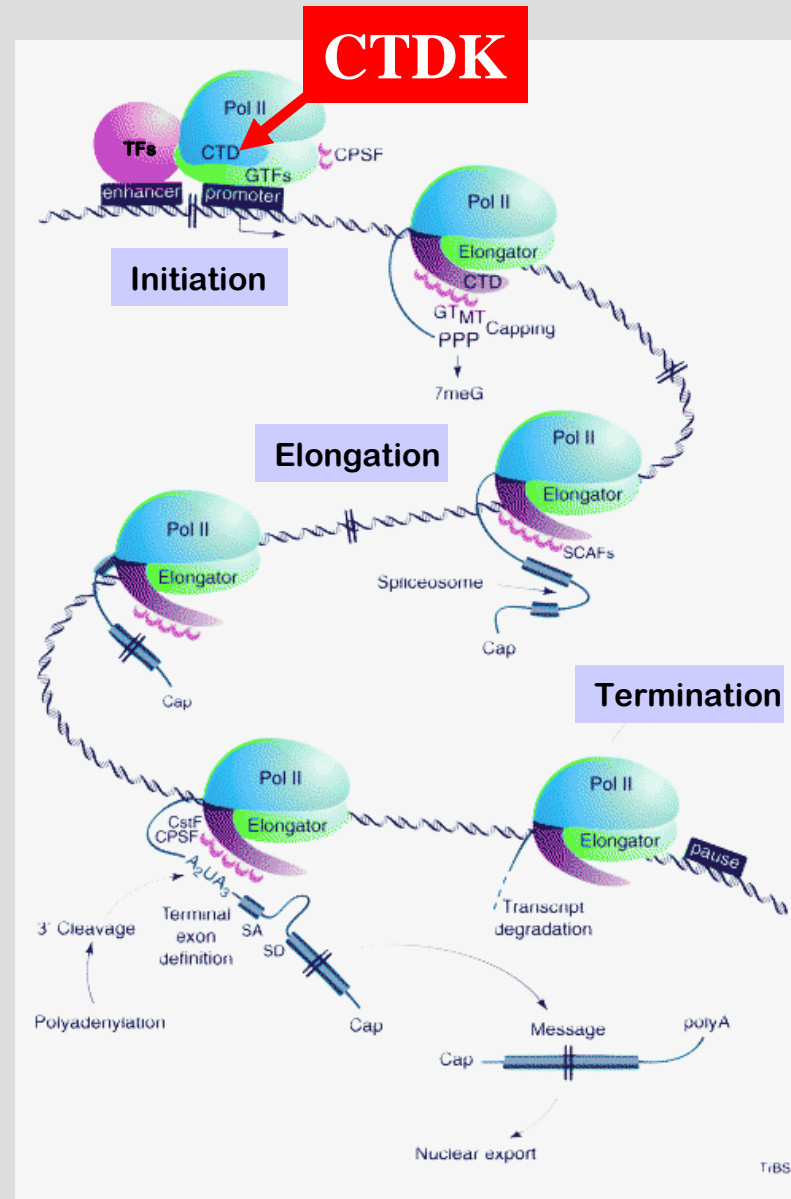 CTDK
Pol II
TFs
CTD
CPSF
GTFs
enhancer
promoter
Pol II
Initiation
Elongator
CTD
GT MT Capping
PPP
7meG
Elongation
Pol II
Elongator
Pol II
SCAFs
Elongator
Spliceosome
Cap
Cap
Termination
Pol II
Pol II
CstF
Elongator
CPSF
Elongator
pause
A2UA3
Terminal
exon
definition
SA
SD
3' Cleavage
Transcript
degradation
Polyadenylation
Cap
Message
polyA
Cap
Nuclear export
TiBS